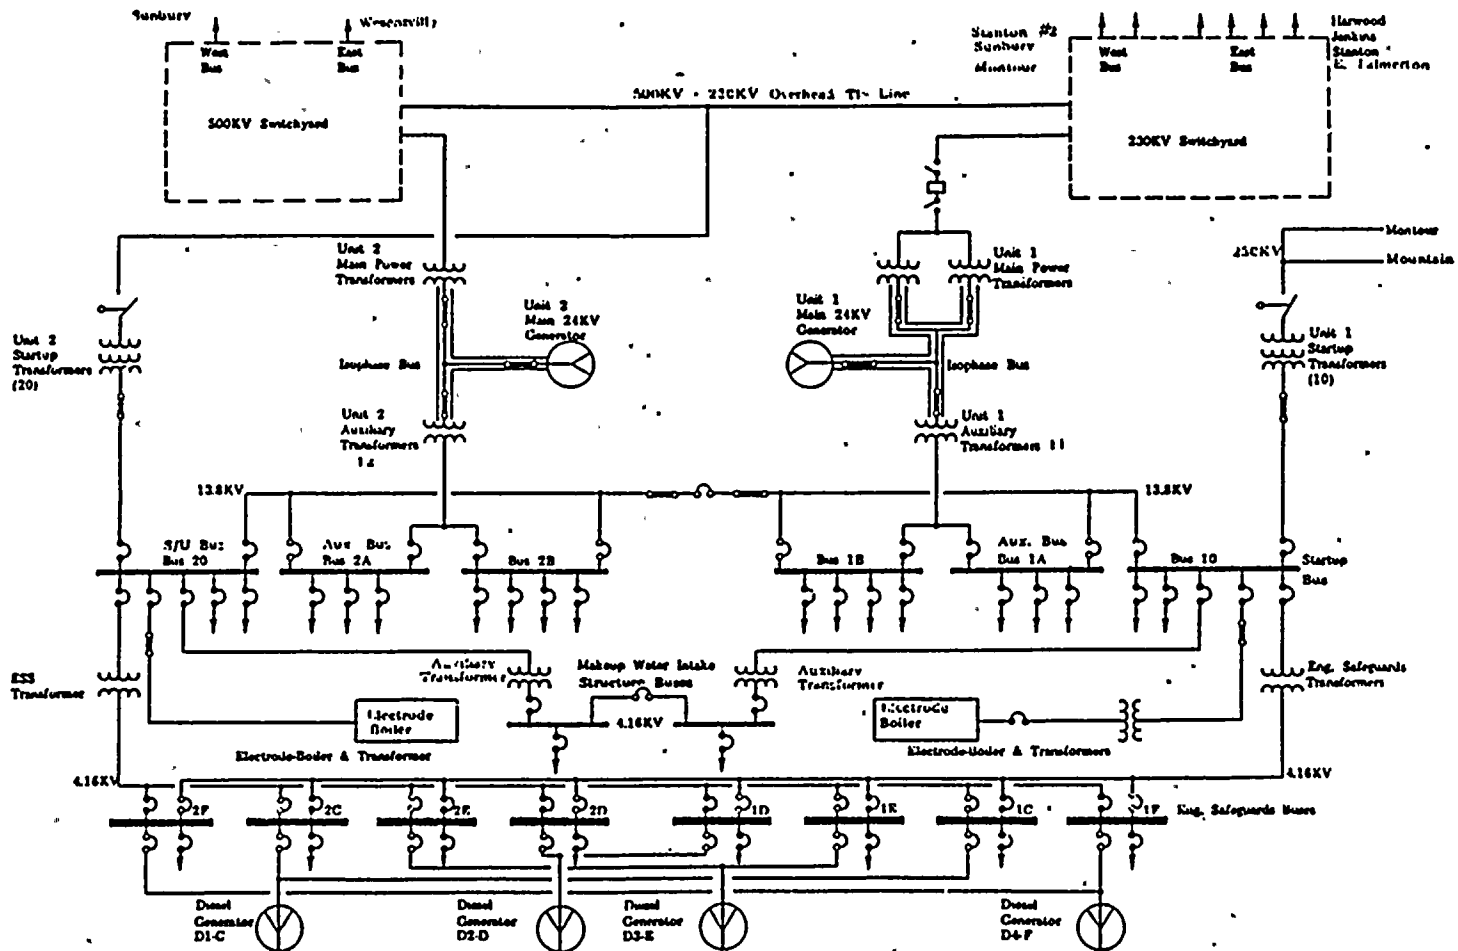 Sunbury
West
Bus
East
Bus
500KV Switchyard
Stanton #2
Sunbury
Montour
Harwood
Jenkins
Stanton
E. Palmerton
West
Bus
East
Bus
230KV Switchyard
Overhead
Line
Unit 2
Main Power
Transformers
Unit 2
Main 24KV
Generator
Isophase Bus
Unit 1
Main Power
Transformers
Unit 1
Main 24KV
Generator
Isophase Bus
Montour
Mountain
Unit 2
Startup
Transformers
(20)
Unit 1
Startup
Transformers
(10)
Unit 2
Auxiliary
Transformers
12
Unit 1
Auxiliary
Transformers 11
13.8KV
13.8KV
S/U Bus
Bus 20
Aux Bus
Bus 2A
Bus 2B
Bus 1B
Aux. Bus
Bus 1A
Bus 10
Startup
Bus
ESS
Transformer
Auxiliary
Transformer
Makeup Water Intake
Structure Buses
Auxiliary
Transformer
Eng. Safeguards
Transformers
Electrode
Boiler
4.16KV
Electrode
Boiler
Electrode-Boiler & Transformer
Electrode-Boiler & Transformers
4.16KV
4.16KV
2F
2C
2E
2D
1D
1E
1C
1F
Eng. Safeguards Buses
Diesel
Generator
D1-C
Diesel
Generator
D2-D
Diesel
Generator
D3-E
Diesel
Generator
D4-F